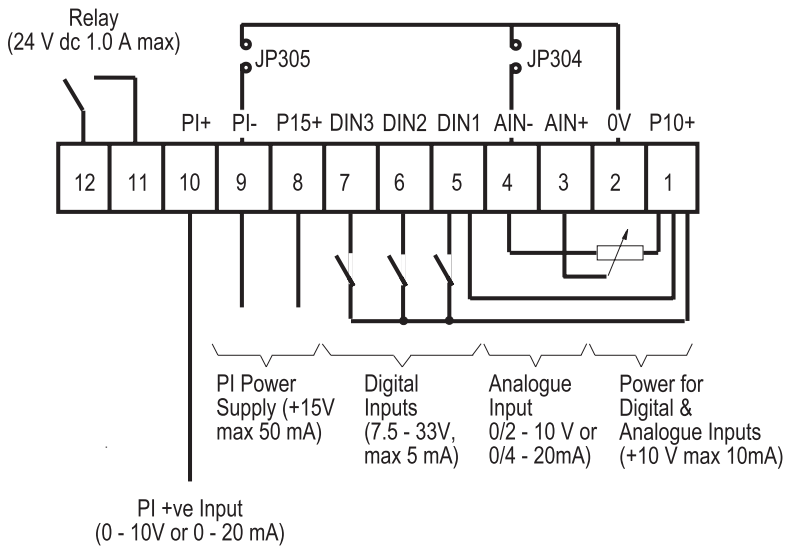 Relay
(24 V dc 1.0 A max)
JP305
JP304
PI+ PI- P15+ DIN3 DIN2 DIN1 AIN- AIN+ 0V P10+
12 11 10 9 8 7 6 5 4 3 2 1
PI Power
Supply (+15V
max 50 mA)
Digital
Inputs
(7.5 - 33V,
max 5 mA)
Analogue
Input
0/2 - 10 V or
0/4 - 20mA)
Power for
Digital &
Analogue Inputs
(+10 V max 10mA)
PI +ve Input
(0 - 10V or 0 - 20 mA)